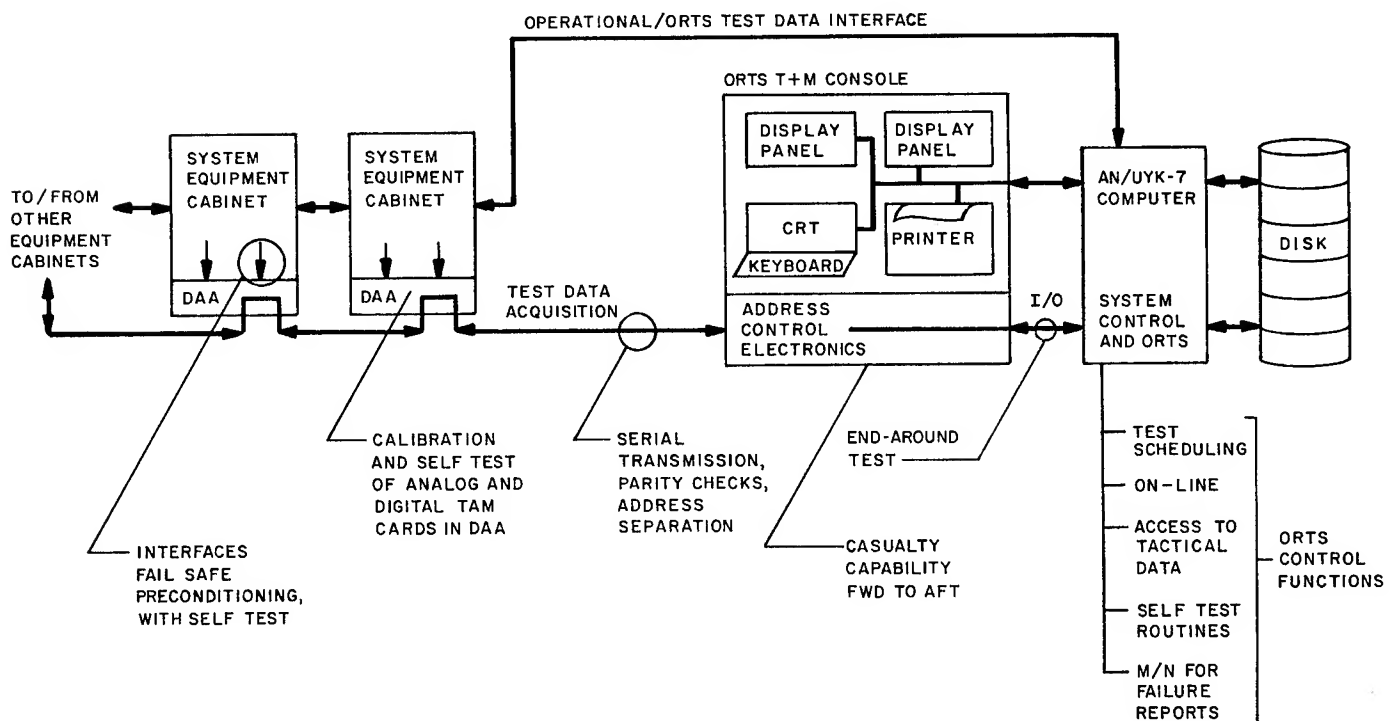 OPERATIONAL/ORTS TEST DATA INTERFACE
ORTS T+M CONSOLE
TO/FROM
OTHER
EQUIPMENT
CABINETS
SYSTEM
EQUIPMENT
CABINET
DAA
SYSTEM
EQUIPMENT
CABINET
DAA
TEST DATA
ACQUISITION
DISPLAY
PANEL
DISPLAY
PANEL
CRT
KEYBOARD
PRINTER
ADDRESS
CONTROL
ELECTRONICS
I/O
AN/UYK-7
COMPUTER
SYSTEM
CONTROL
AND ORTS
DISK
INTERFACES
FAIL SAFE
PRECONDITIONING,
WITH SELF TEST
CALIBRATION
AND SELF TEST
OF ANALOG AND
DIGITAL TAM
CARDS IN DAA
SERIAL
TRANSMISSION,
PARITY CHECKS,
ADDRESS
SEPARATION
END-AROUND
TEST
CASUALTY
CAPABILITY
FWD TO AFT
TEST
SCHEDULING
ON-LINE
ACCESS TO
TACTICAL
DATA
SELF TEST
ROUTINES
M/N FOR
FAILURE
REPORTS
ORTS
CONTROL
FUNCTIONS